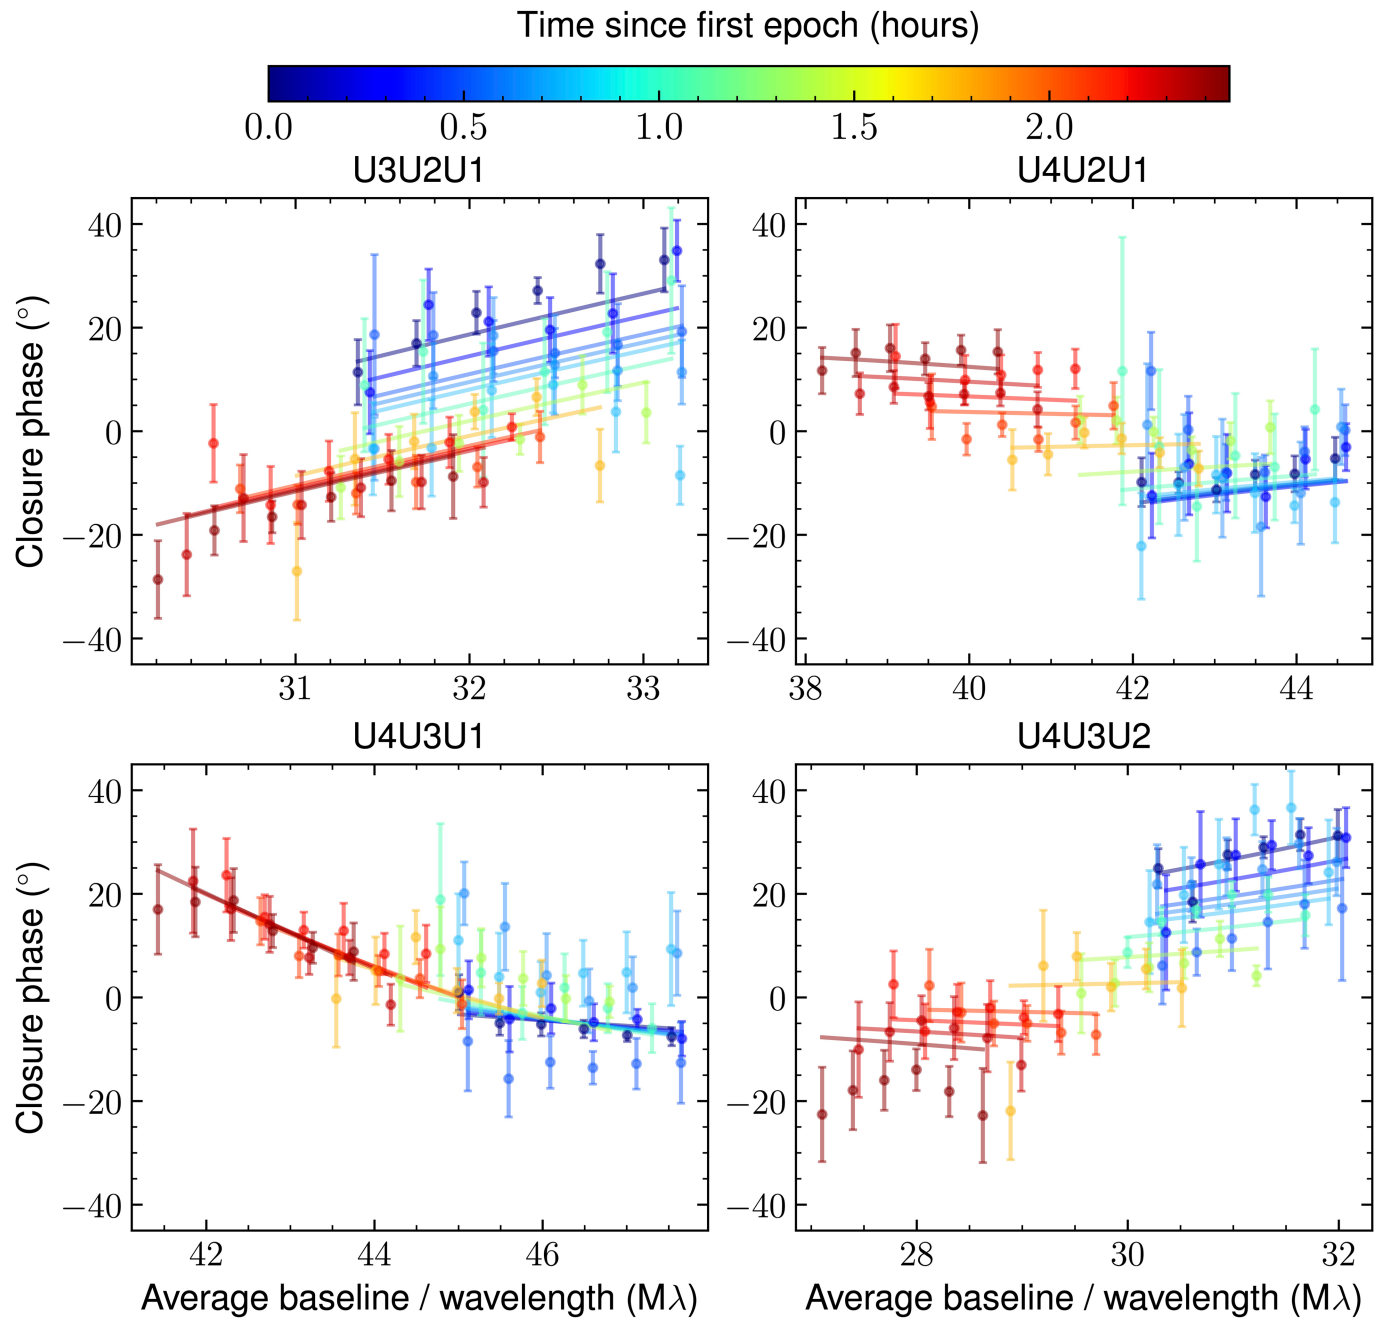 Time since first epoch (hours)
0.0 0.5 1.0 1.5 2.0
U3U2U1 U4U2U1
Closure phase (°)
40
20
0
−20
−40
31 32 33
40
20
0
−20
−40
38 40 42 44
U4U3U1 U4U3U2
Closure phase (°)
40
20
0
−20
−40
42 44 46
40
20
0
−20
−40
28 30 32
Average baseline / wavelength (Mλ) Average baseline / wavelength (Mλ)